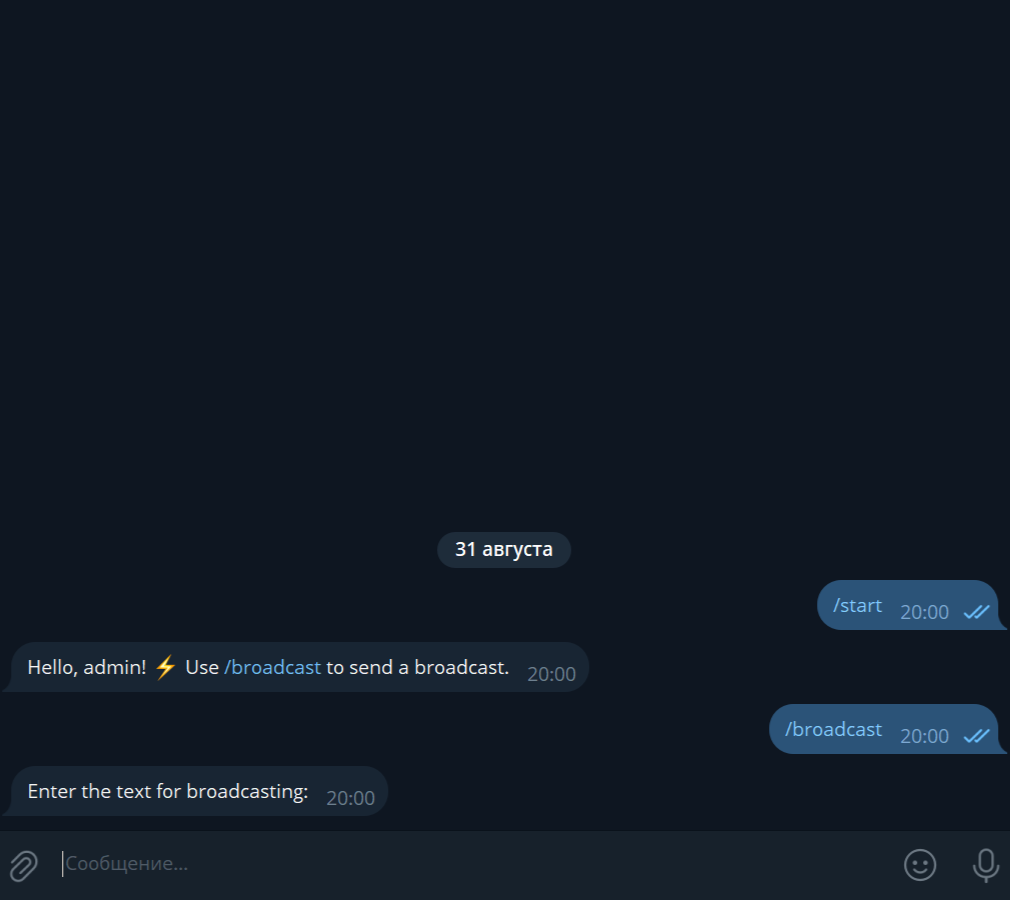 31 августа
/start 20:00
Hello, admin! ⚡ Use /broadcast to send a broadcast. 20:00
/broadcast 20:00
Enter the text for broadcasting: 20:00
Сообщение...